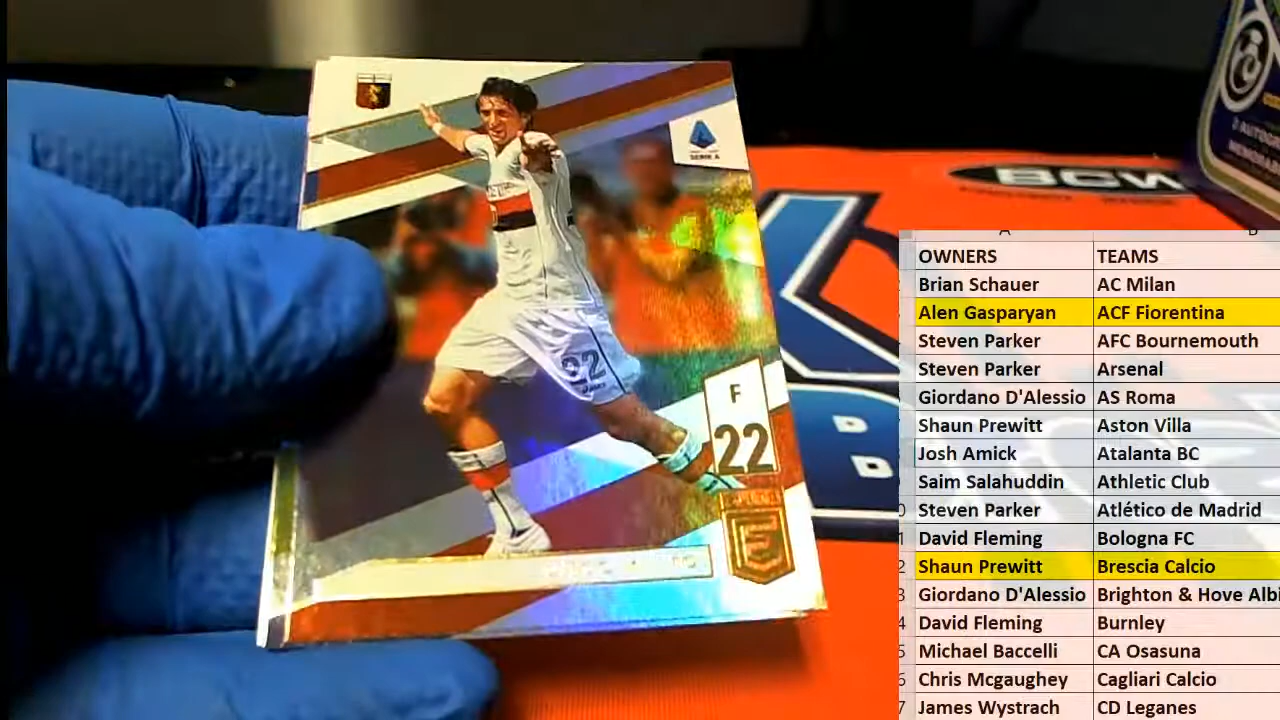 SERIE A
22
F
22
E
BCW
A B
OWNERS TEAMS
Brian Schauer AC Milan
Alen Gasparyan ACF Fiorentina
Steven Parker AFC Bournemouth
Steven Parker Arsenal
Giordano D'Alessio AS Roma
Shaun Prewitt Aston Villa
Josh Amick Atalanta BC
Saim Salahuddin Athletic Club
Steven Parker Atlético de Madrid
David Fleming Bologna FC
Shaun Prewitt Brescia Calcio
Giordano D'Alessio Brighton & Hove Albi
David Fleming Burnley
Michael Baccelli CA Osasuna
Chris Mcgaughey Cagliari Calcio
James Wystrach CD Leganes